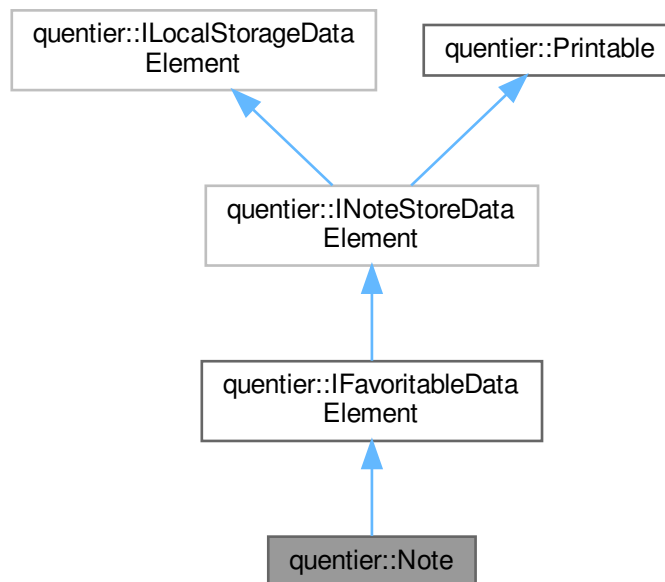 quentier::ILocalStorageData
Element
quentier::Printable
quentier::INoteStoreData
Element
quentier::IFavoritableData
Element
quentier::Note